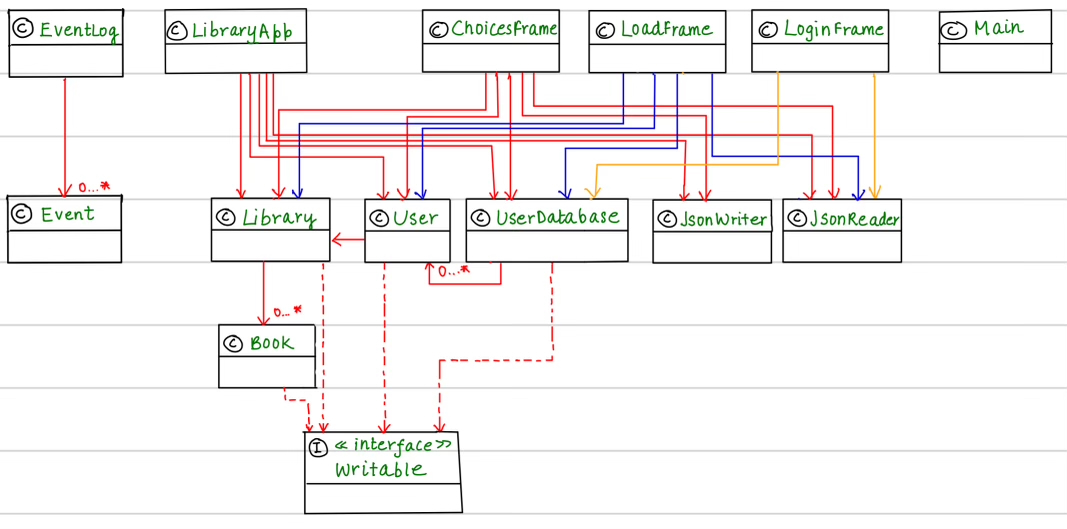 C EventLog
C LibraryApp
C ChoicesFrame
C LoadFrame
C LoginFrame
C Main
0...*
C Event
C Library
C User
C UserDatabase
C JsonWriter
C JsonReader
0...*
0...*
C Book
I << interface >>
Writable